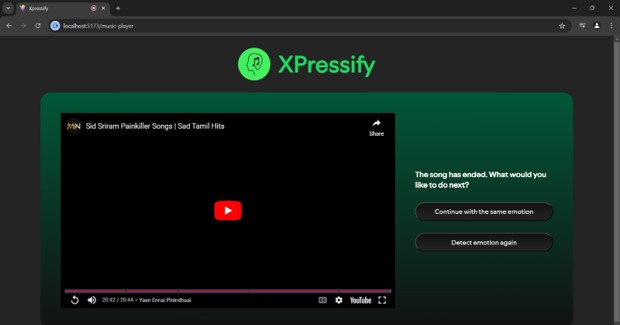 Xpressify
localhost:5173/music-player
XPressify
MN
Sid Sriram Painkiller Songs | Sad Tamil Hits
Share
The song has ended. What would you
like to do next?
Continue with the same emotion
Detect emotion again
20:42 / 20:44 • Yaen Ennai Pirindhaai
CC
YouTube